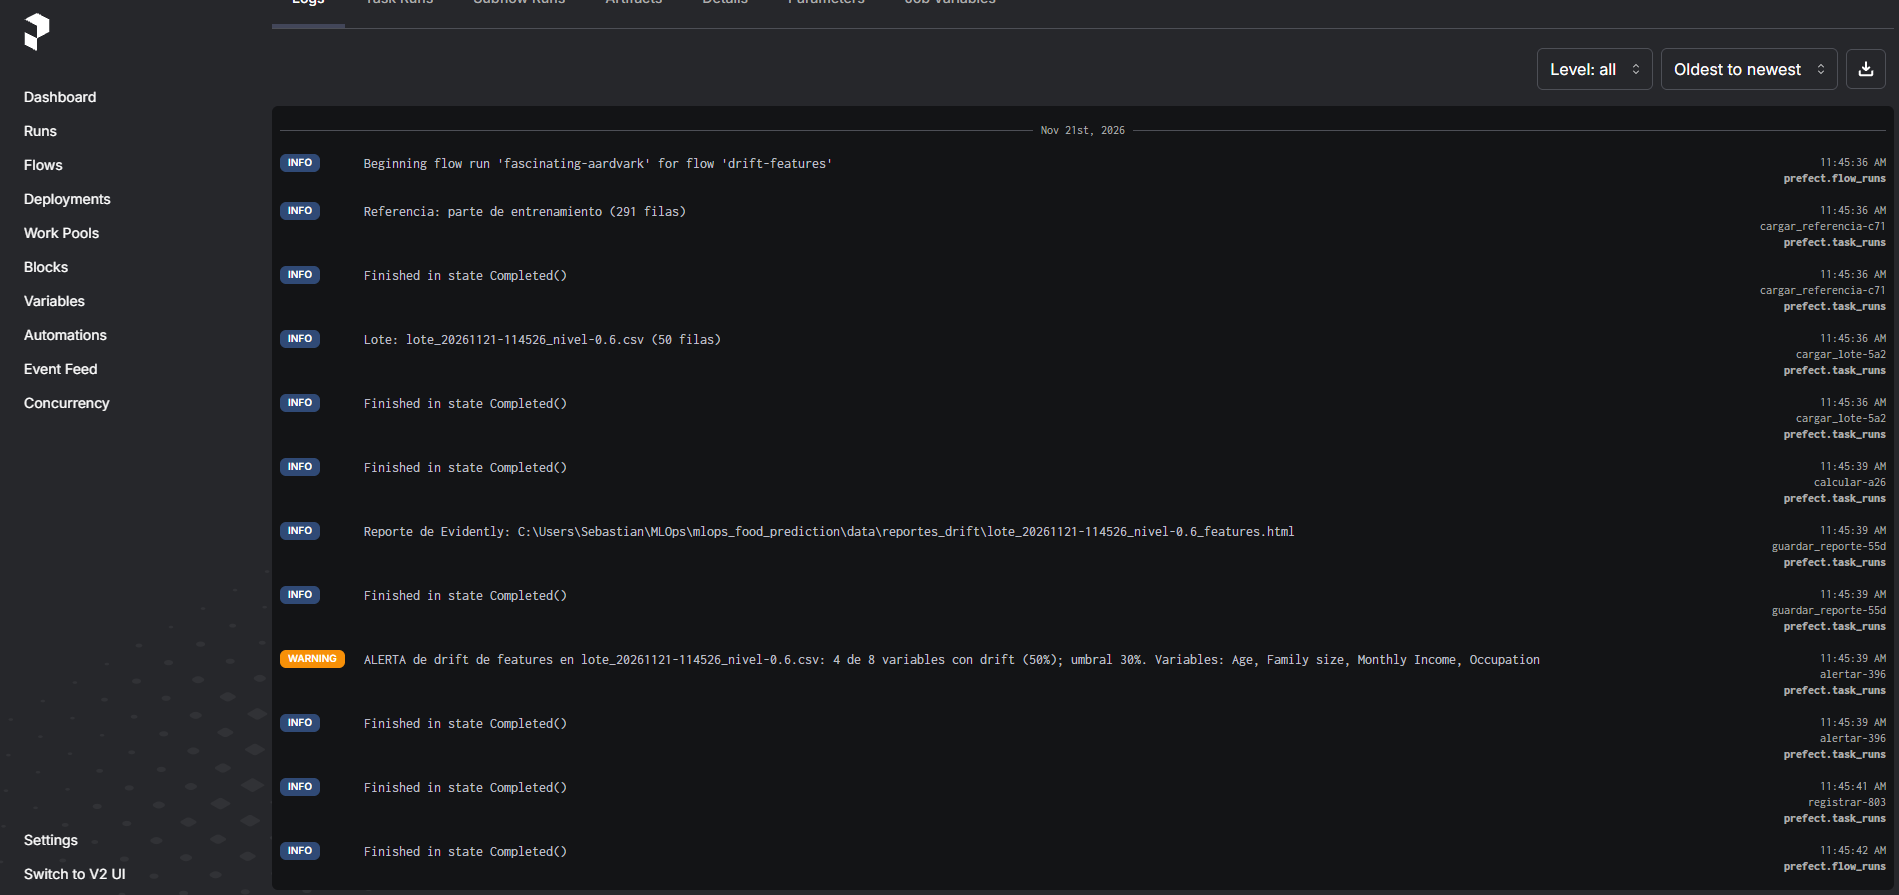 Logs Task Runs Subflow Runs Artifacts Details Parameters Job Variables
Level: all
Oldest to newest
Dashboard
Runs
Flows
Deployments
Work Pools
Blocks
Variables
Automations
Event Feed
Concurrency
Settings
Switch to V2 UI
Nov 21st, 2026
INFO Beginning flow run 'fascinating-aardvark' for flow 'drift-features' 11:45:36 AM
prefect.flow_runs
INFO Referencia: parte de entrenamiento (291 filas) 11:45:36 AM
cargar_referencia-c71
prefect.task_runs
INFO Finished in state Completed() 11:45:36 AM
cargar_referencia-c71
prefect.task_runs
INFO Lote: lote_20261121-114526_nivel-0.6.csv (50 filas) 11:45:36 AM
cargar_lote-5a2
prefect.task_runs
INFO Finished in state Completed() 11:45:36 AM
cargar_lote-5a2
prefect.task_runs
INFO Finished in state Completed() 11:45:39 AM
calcular-a26
prefect.task_runs
INFO Reporte de Evidently: C:\Users\Sebastian\MLOps\mlops_food_prediction\data\reportes_drift\lote_20261121-114526_nivel-0.6_features.html 11:45:39 AM
guardar_reporte-55d
prefect.task_runs
INFO Finished in state Completed() 11:45:39 AM
guardar_reporte-55d
prefect.task_runs
WARNING ALERTA de drift de features en lote_20261121-114526_nivel-0.6.csv: 4 de 8 variables con drift (50%); umbral 30%. Variables: Age, Family size, Monthly Income, Occupation 11:45:39 AM
alertar-396
prefect.task_runs
INFO Finished in state Completed() 11:45:39 AM
alertar-396
prefect.task_runs
INFO Finished in state Completed() 11:45:41 AM
registrar-803
prefect.task_runs
INFO Finished in state Completed() 11:45:42 AM
prefect.flow_runs